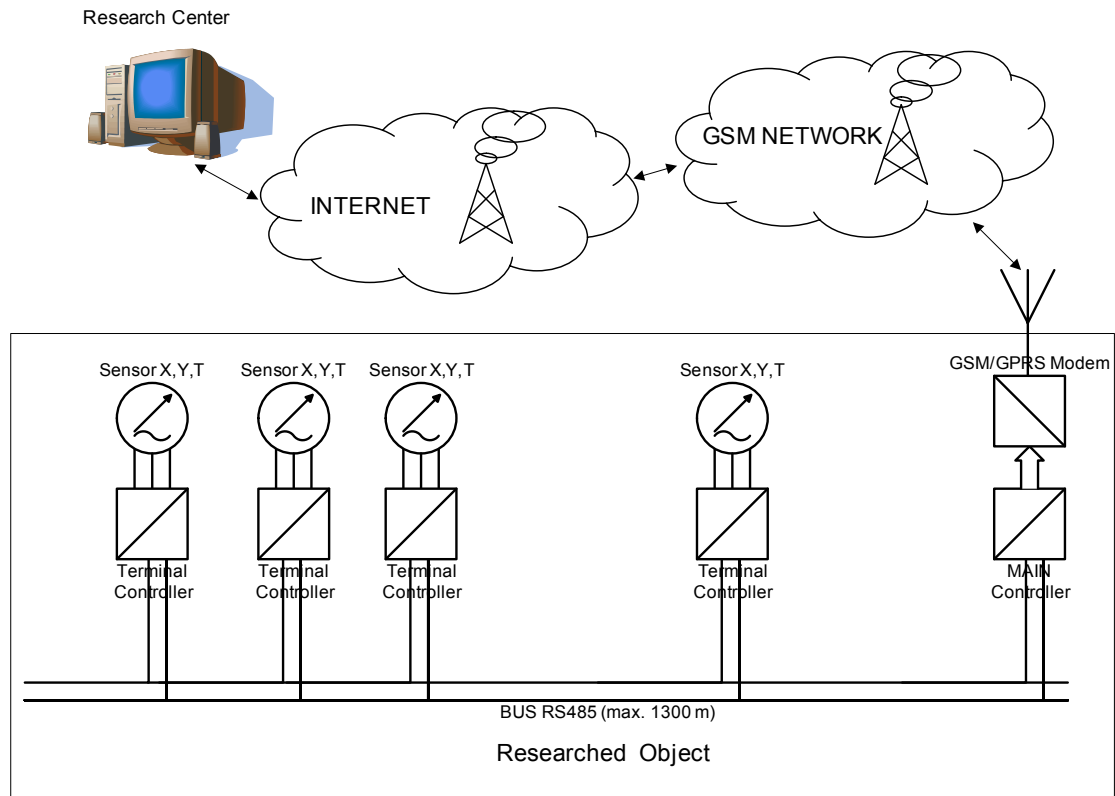 Research Center
GSM NETWORK
INTERNET
Sensor X,Y,T
Sensor X,Y,T
Sensor X,Y,T
Sensor X,Y,T
GSM/GPRS Modem
Terminal
Controller
Terminal
Controller
Terminal
Controller
Terminal
Controller
MAIN
Controller
BUS RS485 (max. 1300 m)
Researched Object